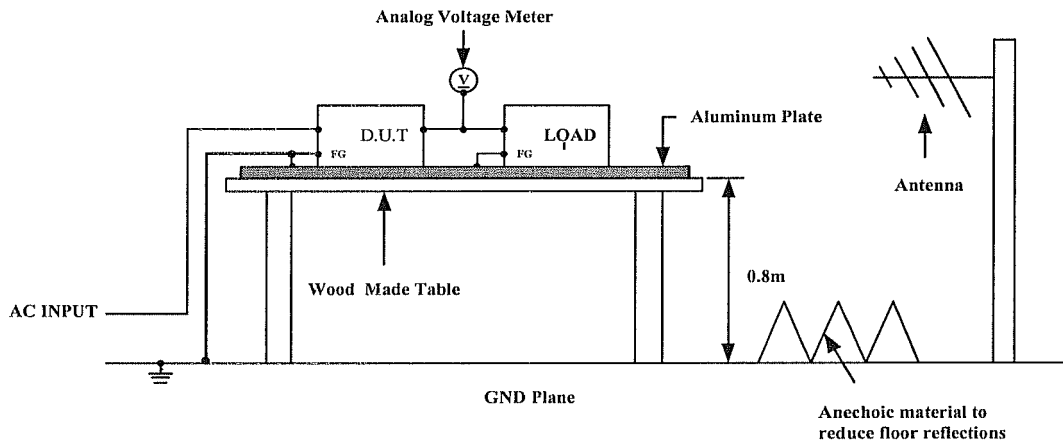 Analog Voltage Meter
V
D.U.T
LOAD
FG
FG
Aluminum Plate
Antenna
Wood Made Table
0.8m
AC INPUT
GND Plane
Anechoic material to
reduce floor reflections